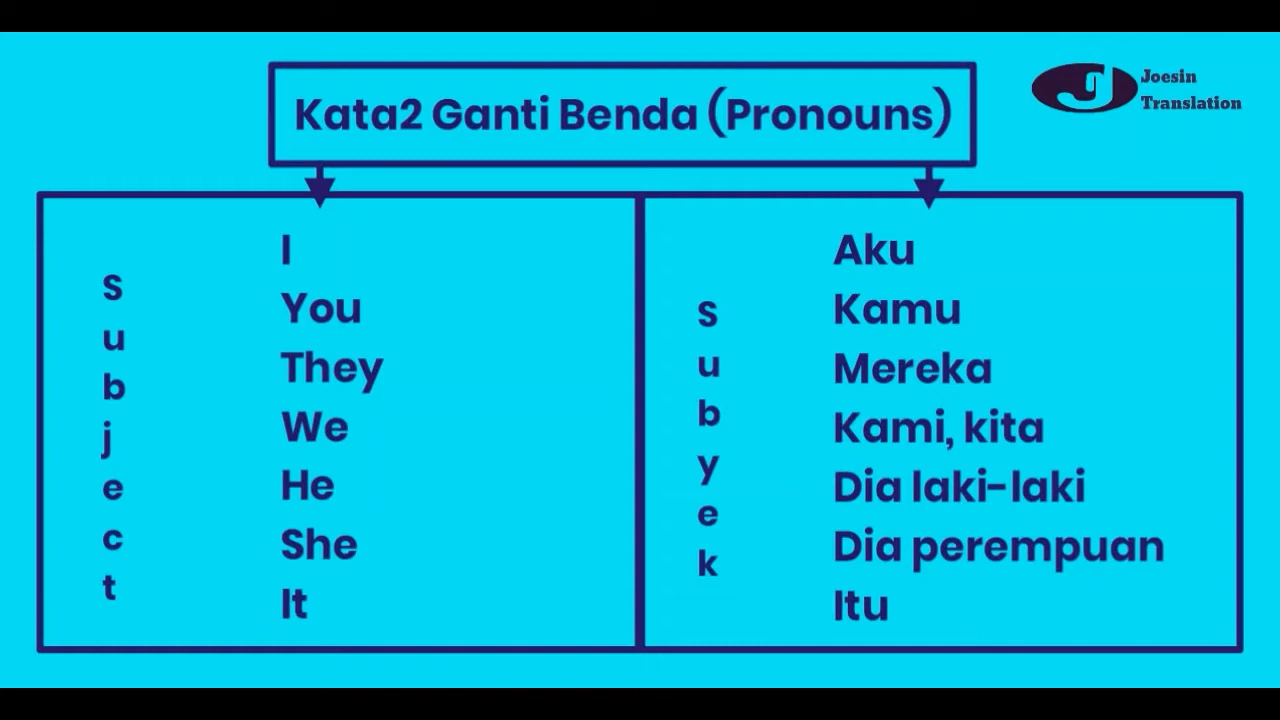 Kata2 Ganti Benda (Pronouns)
Joesin
Translation
Subject
I
You
They
We
He
She
It
Subyek
Aku
Kamu
Mereka
Kami, kita
Dia laki-laki
Dia perempuan
Itu